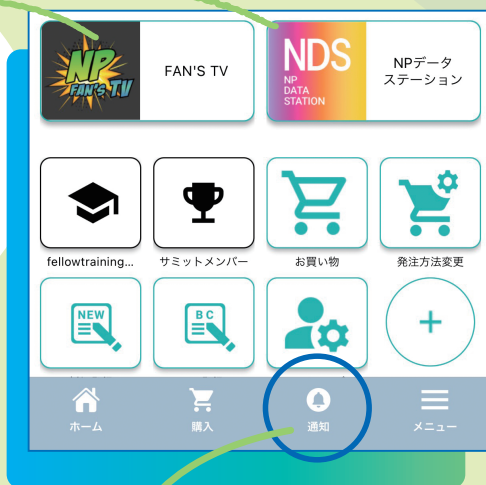 NP
FAN'S TV
FAN'S TV
NDS
NP
DATA
STATION
NPデータ
ステーション
fellowtraining...
サミットメンバー
お買い物
発注方法変更
NEW
BC
ホーム
購入
通知
メニュー